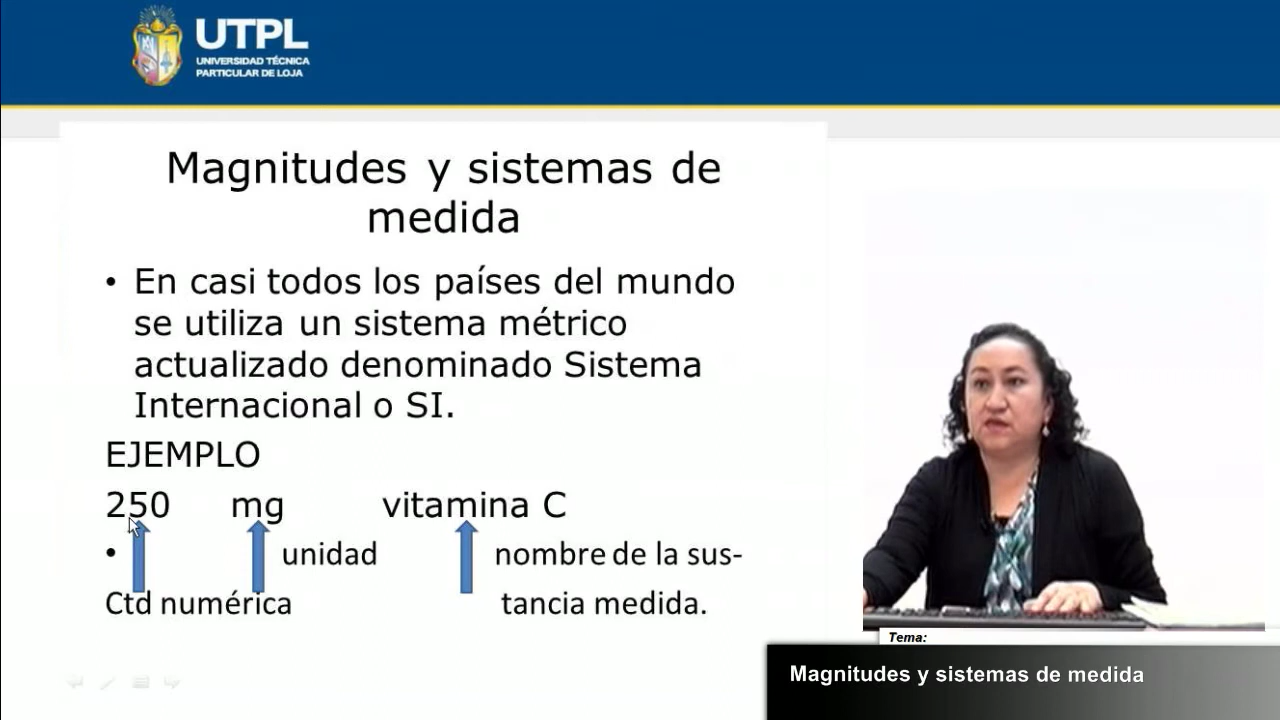 UTPL
UNIVERSIDAD TÉCNICA
PARTICULAR DE LOJA
Magnitudes y sistemas de
medida
• En casi todos los países del mundo
se utiliza un sistema métrico
actualizado denominado Sistema
Internacional o SI.
EJEMPLO
250 mg vitamina C
• unidad nombre de la sus-
Ctd numérica tancia medida.
Tema:
Magnitudes y sistemas de medida